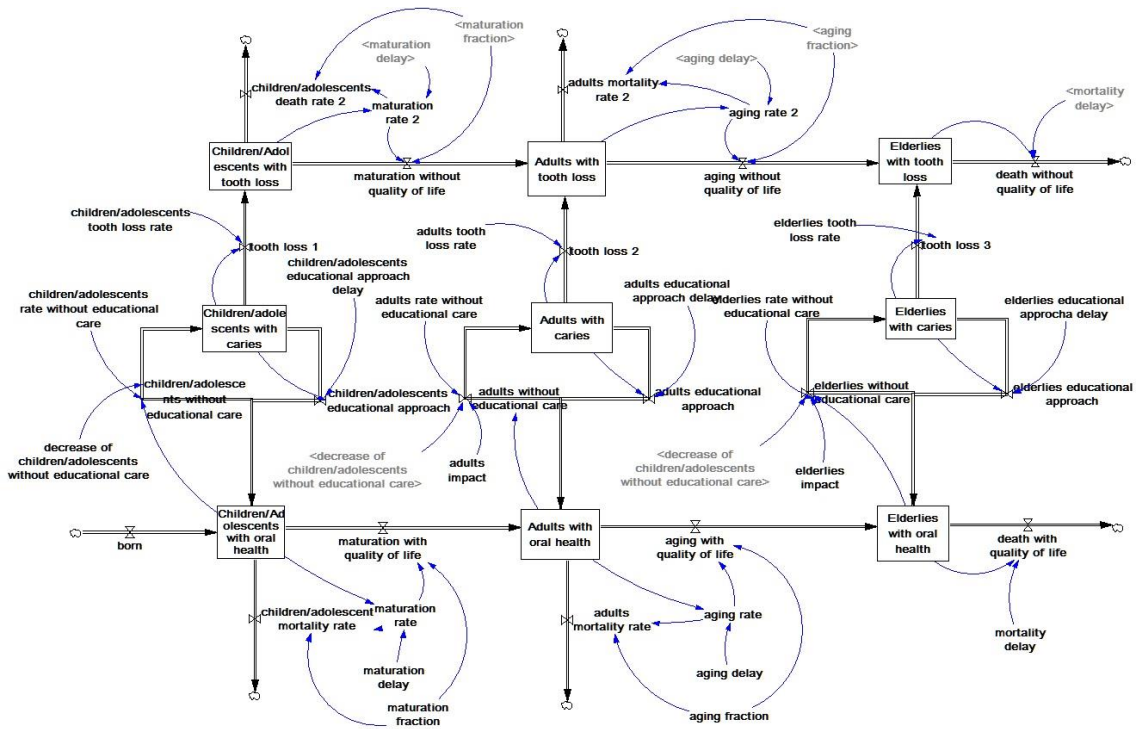 <maturation
fraction>
<maturation
delay>
children/adolescents
death rate 2
maturation
rate 2
<aging
fraction>
<aging delay>
adults mortality
rate 2
aging rate 2
<mortality
delay>
Children/Adol
escents with
tooth loss
maturation without
quality of life
Adults with
tooth loss
aging without
quality of life
Elderlies
with tooth
loss
death without
quality of life
children/adolescents
tooth loss rate
tooth loss 1
adults tooth
loss rate
tooth loss 2
elderlies tooth
loss rate
tooth loss 3
children/adolescents
rate without educational
care
children/adolescents
educational approach
delay
adults rate without
educational care
adults educational
approach delay
elderlies rate without
educational care
elderlies educational
approcha delay
Children/adole
scents with
caries
Adults with
caries
Elderlies
with caries
children/adolesce
nts without
educational care
children/adolescents
educational approach
adults without
educational care
adults educational
approach
elderlies without
educational care
elderlies educational
approach
decrease of
children/adolescents
without educational care
<decrease of
children/adolescents
without educational care>
adults
impact
<decrease of
children/adolescents
without educational care>
elderlies
impact
born
Children/Ad
olescents
with oral
health
maturation with
quality of life
Adults with
oral health
aging with
quality of life
Elderlies
with oral
health
death with
quality of life
children/adolescent
mortality rate
maturation
rate
maturation
delay
maturation
fraction
adults
mortality rate
aging rate
aging delay
aging fraction
mortality
delay